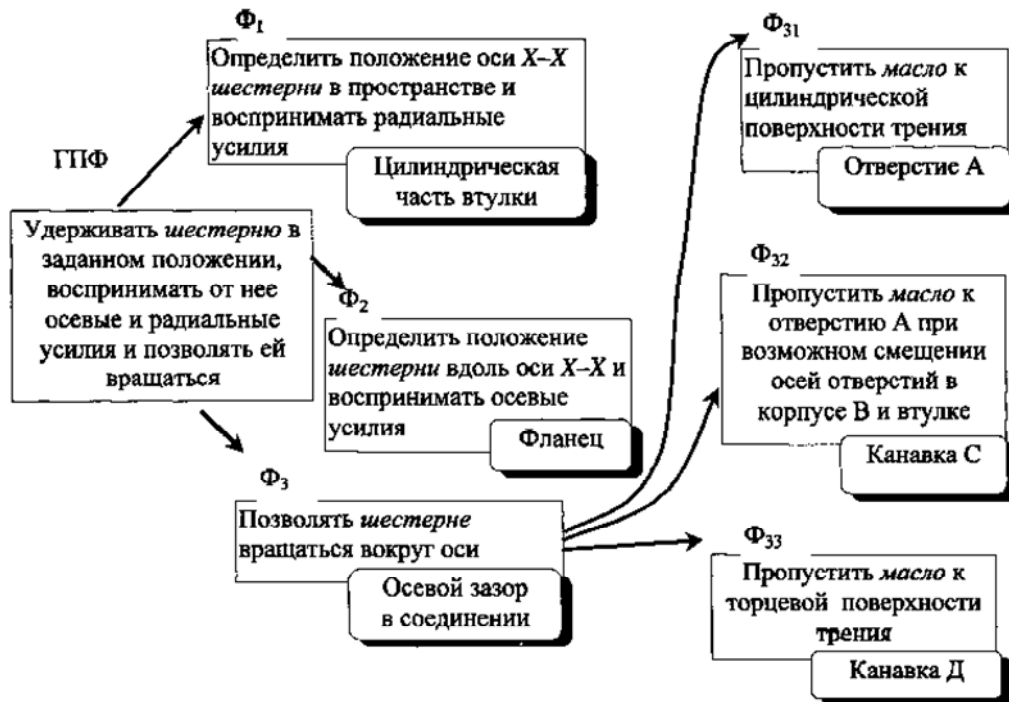 ГПФ
Удерживать шестерню в
заданном положении,
воспринимать от нее
осевые и радиальные
усилия и позволять ей
вращаться
Ф1
Определить положение оси X–X
шестерни в пространстве и
воспринимать радиальные
усилия
Цилиндрическая
часть втулки
Ф2
Определить положение
шестерни вдоль оси X–X и
воспринимать осевые
усилия
Фланец
Ф3
Позволять шестерне
вращаться вокруг оси
Осевой зазор
в соединении
Ф31
Пропустить масло к
цилиндрической
поверхности трения
Отверстие А
Ф32
Пропустить масло к
отверстию А при
возможном смещении
осей отверстий в
корпусе В и втулке
Канавка С
Ф33
Пропустить масло к
торцевой поверхности
трения
Канавка Д